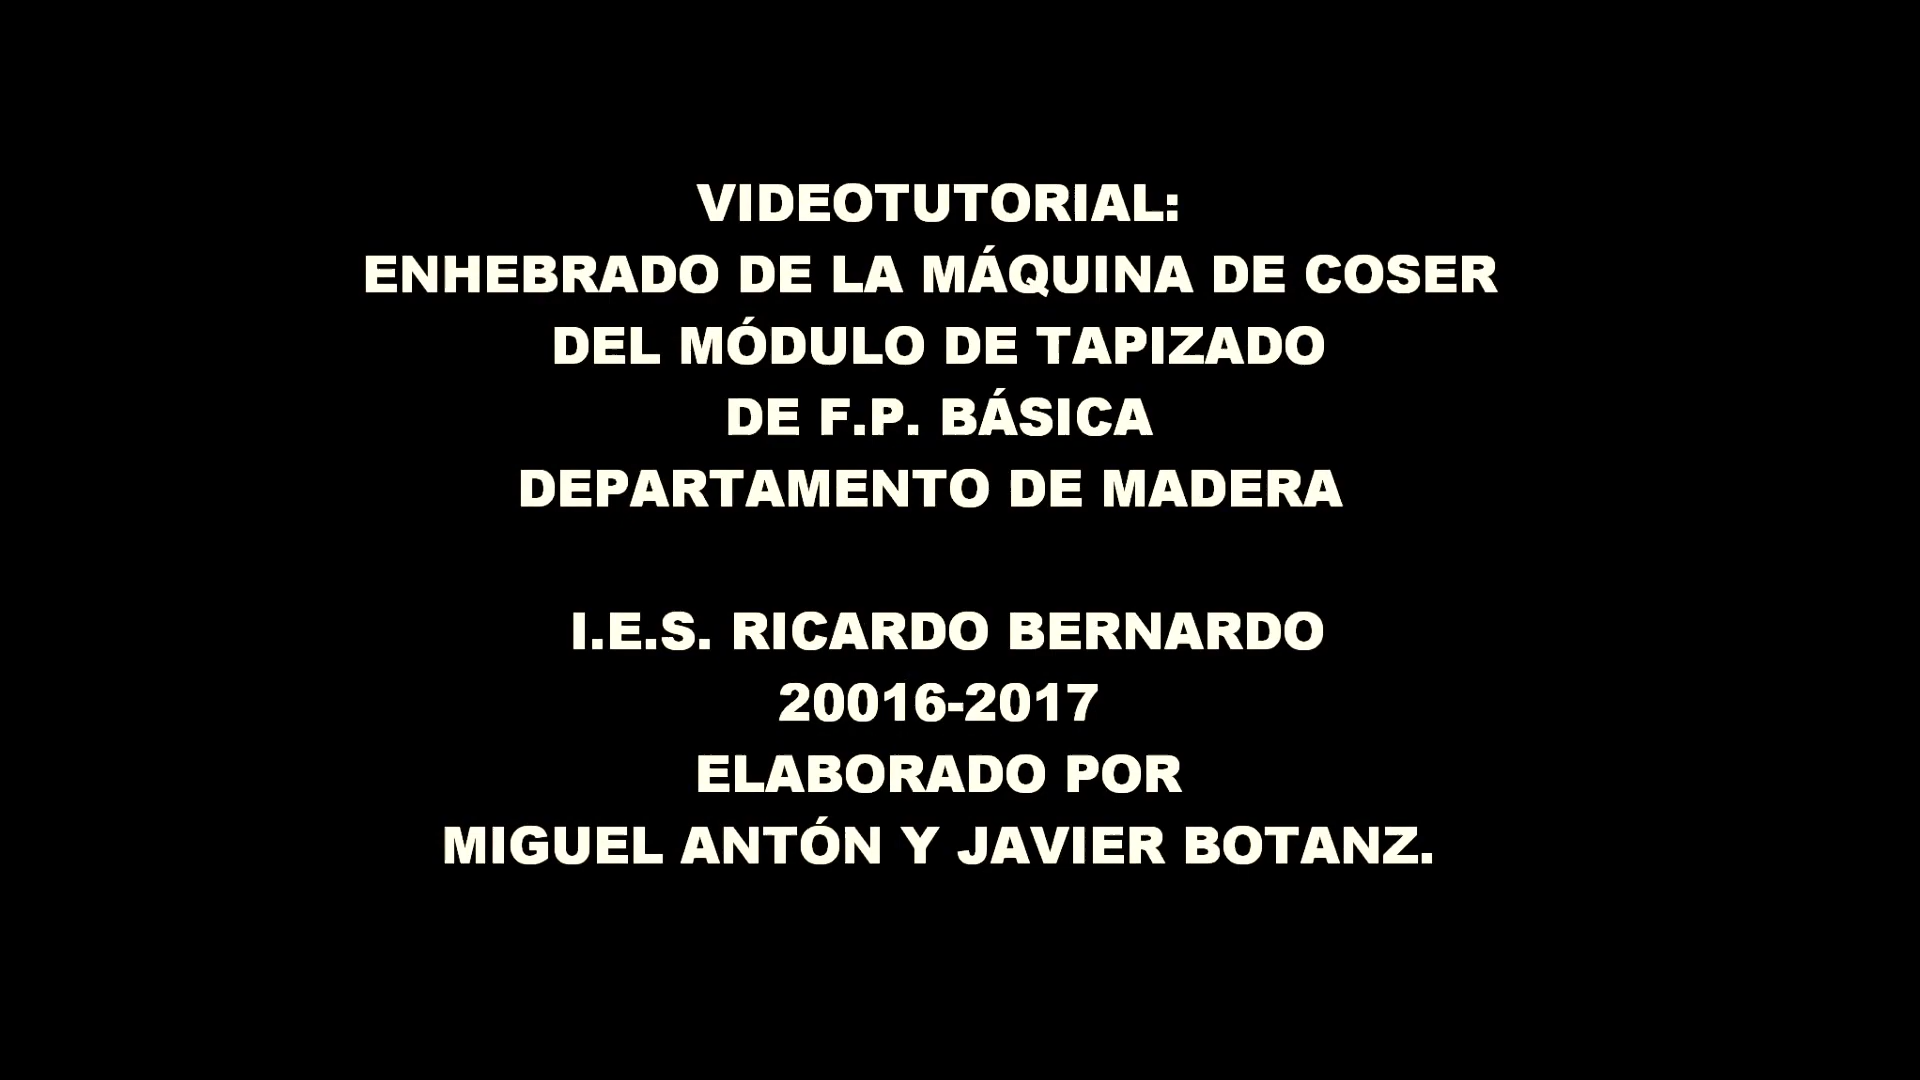 VIDEOTUTORIAL:
ENHEBRADO DE LA MÁQUINA DE COSER
DEL MÓDULO DE TAPIZADO
DE F.P. BÁSICA
DEPARTAMENTO DE MADERA
I.E.S. RICARDO BERNARDO
20016-2017
ELABORADO POR
MIGUEL ANTÓN Y JAVIER BOTANZ.